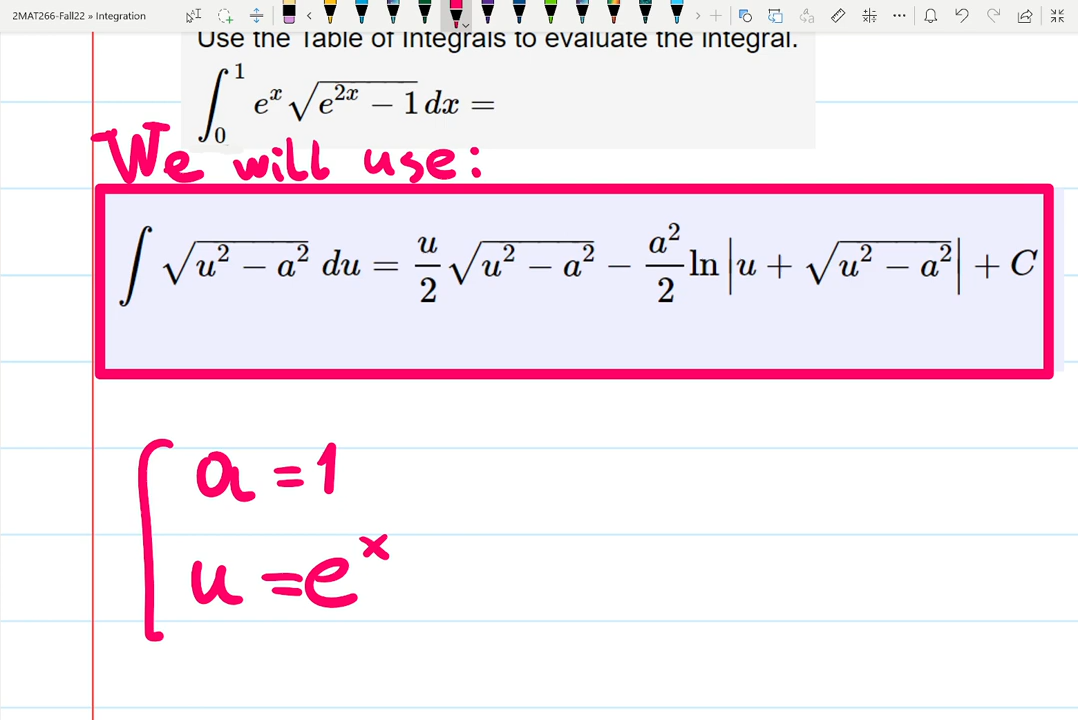 2MAT266-Fall22 » Integration
Use the Table of Integrals to evaluate the integral.
∫₀¹ eˣ √(e²ˣ − 1) dx =
We will use:
∫ √(u² − a²) du = u/2 √(u² − a²) − a²/2 ln |u + √(u² − a²)| + C
a = 1
u = eˣ